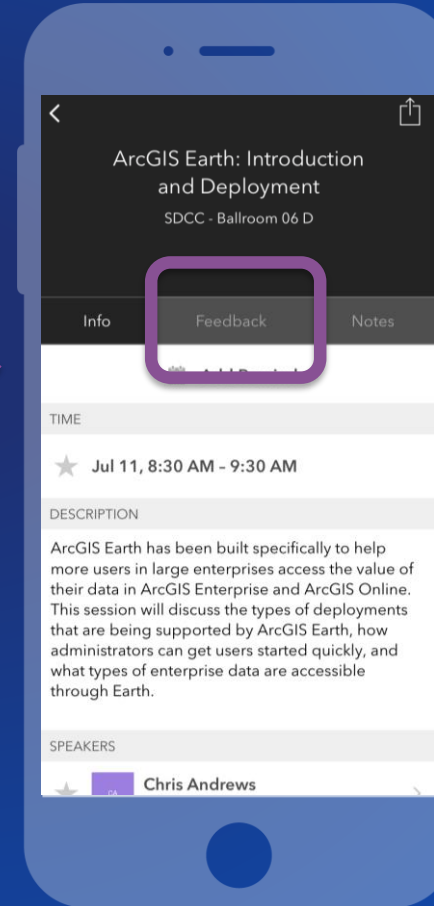 ArcGIS Earth: Introduction
and Deployment
SDCC - Ballroom 06 D
Info Feedback Notes
TIME
Jul 11, 8:30 AM – 9:30 AM
DESCRIPTION
ArcGIS Earth has been built specifically to help
more users in large enterprises access the value of
their data in ArcGIS Enterprise and ArcGIS Online.
This session will discuss the types of deployments
that are being supported by ArcGIS Earth, how
administrators can get users started quickly, and
what types of enterprise data are accessible
through Earth.
SPEAKERS
Chris Andrews